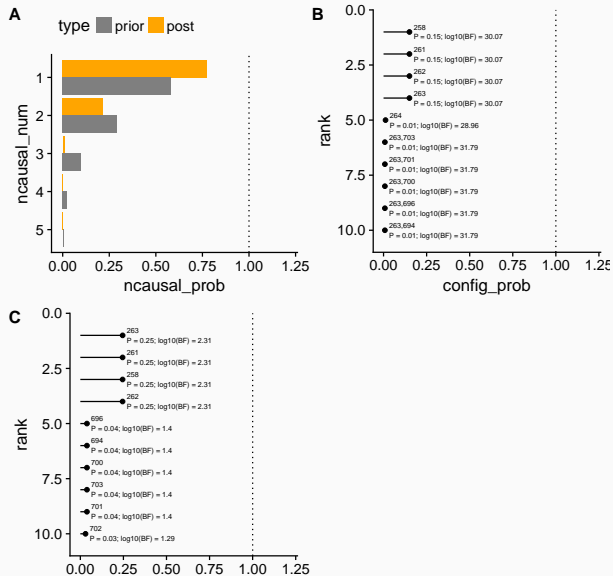 A
type prior post
ncausal_num
1
2
3
4
5
0.00 0.25 0.50 0.75 1.00 1.25
ncausal_prob
B
rank
0.0
2.5
5.0
7.5
10.0
258
P = 0.15; log10(BF) = 30.07
261
P = 0.15; log10(BF) = 30.07
262
P = 0.15; log10(BF) = 30.07
263
P = 0.15; log10(BF) = 30.07
264
P = 0.01; log10(BF) = 28.96
263,703
P = 0.01; log10(BF) = 31.79
263,701
P = 0.01; log10(BF) = 31.79
263,700
P = 0.01; log10(BF) = 31.79
263,696
P = 0.01; log10(BF) = 31.79
263,694
P = 0.01; log10(BF) = 31.79
0.00 0.25 0.50 0.75 1.00 1.25
config_prob
C
rank
0.0
2.5
5.0
7.5
10.0
263
P = 0.25; log10(BF) = 2.31
261
P = 0.25; log10(BF) = 2.31
258
P = 0.25; log10(BF) = 2.31
262
P = 0.25; log10(BF) = 2.31
696
P = 0.04; log10(BF) = 1.4
694
P = 0.04; log10(BF) = 1.4
700
P = 0.04; log10(BF) = 1.4
703
P = 0.04; log10(BF) = 1.4
701
P = 0.04; log10(BF) = 1.4
702
P = 0.03; log10(BF) = 1.29
0.00 0.25 0.50 0.75 1.00 1.25